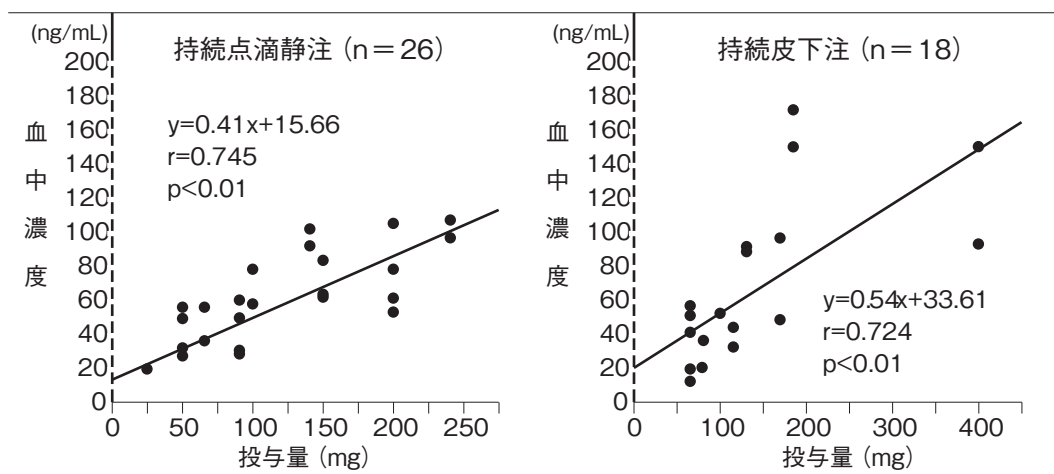 (ng/mL)
持続点滴静注 (n=26)
200
180
160
140
120
100
80
60
40
20
0
血中濃度
y=0.41x+15.66
r=0.745
p<0.01
0 50 100 150 200 250
投与量 (mg)
(ng/mL)
持続皮下注 (n=18)
200
180
160
140
120
100
80
60
40
20
0
血中濃度
y=0.54x+33.61
r=0.724
p<0.01
0 100 200 300 400
投与量 (mg)